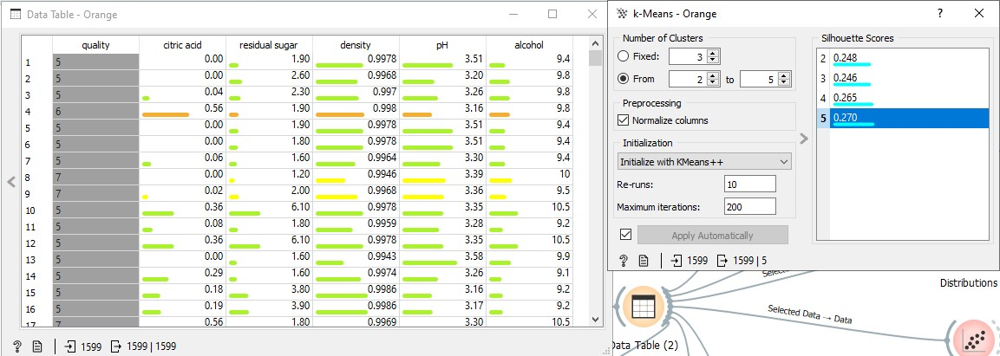 Data Table - Orange
quality citric acid residual sugar density pH alcohol
1 5 0.00 1.90 0.9978 3.51 9.4
2 5 0.00 2.60 0.9968 3.20 9.8
3 5 0.04 2.30 0.997 3.26 9.8
4 6 0.56 1.90 0.998 3.16 9.8
5 5 0.00 1.90 0.9978 3.51 9.4
6 5 0.00 1.80 0.9978 3.51 9.4
7 5 0.06 1.60 0.9964 3.30 9.4
8 7 0.00 1.20 0.9946 3.39 10
9 7 0.02 2.00 0.9968 3.36 9.5
10 5 0.36 6.10 0.9978 3.35 10.5
11 5 0.08 1.80 0.9959 3.28 9.2
12 5 0.36 6.10 0.9978 3.35 10.5
13 5 0.00 1.60 0.9943 3.58 9.9
14 5 0.29 1.60 0.9974 3.26 9.1
15 5 0.18 3.80 0.9986 3.16 9.2
16 5 0.19 3.90 0.9986 3.17 9.2
17 7 0.56 1.80 0.9969 3.30 10.5
? 1599 1599 | 1599
k-Means - Orange ?
Number of Clusters
Fixed: 3
From 2 to 5
Preprocessing
Normalize columns
Initialization
Initialize with KMeans++
Re-runs: 10
Maximum iterations: 200
Apply Automatically
? 1599 1599 | 5
Silhouette Scores
2 0.248
3 0.246
4 0.265
5 0.270
Distributions
Selected Data → Data
Data Table (2)